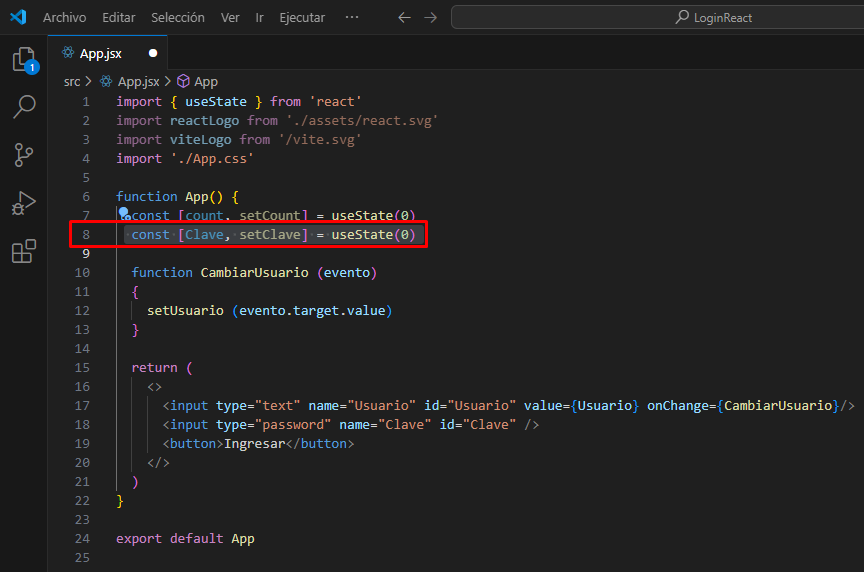 Archivo Editar Selección Ver Ir Ejecutar ··· LoginReact
App.jsx
1
src > App.jsx > App
1 import { useState } from 'react'
2 import reactLogo from './assets/react.svg'
3 import viteLogo from '/vite.svg'
4 import './App.css'
5
6 function App() {
7 const [count, setCount] = useState(0)
8 const [Clave, setClave] = useState(0)
9
10 function CambiarUsuario (evento)
11 {
12 setUsuario (evento.target.value)
13 }
14
15 return (
16 <>
17 <input type="text" name="Usuario" id="Usuario" value={Usuario} onChange={CambiarUsuario}/>
18 <input type="password" name="Clave" id="Clave" />
19 <button>Ingresar</button>
20 </>
21 )
22 }
23
24 export default App
25